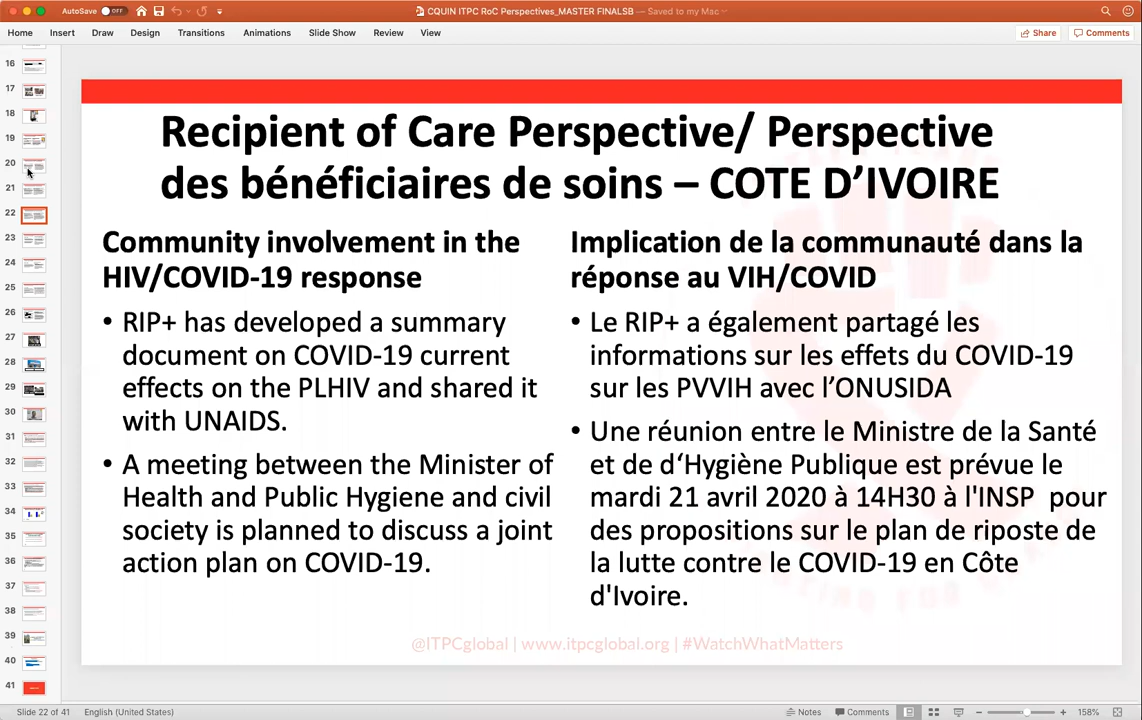 AutoSave OFF
CQUIN ITPC RoC Perspectives_MASTER FINALSB — Saved to my Mac
Home Insert Draw Design Transitions Animations Slide Show Review View Share Comments
16
17
18
19
20
21
22
23
24
25
26
27
28
29
30
31
32
33
34
35
36
37
38
39
40
41
Recipient of Care Perspective/ Perspective
des bénéficiaires de soins – COTE D’IVOIRE
Community involvement in the
HIV/COVID-19 response
• RIP+ has developed a summary
document on COVID-19 current
effects on the PLHIV and shared it
with UNAIDS.
• A meeting between the Minister of
Health and Public Hygiene and civil
society is planned to discuss a joint
action plan on COVID-19.
Implication de la communauté dans la
réponse au VIH/COVID
• Le RIP+ a également partagé les
informations sur les effets du COVID-19
sur les PVVIH avec l’ONUSIDA
• Une réunion entre le Ministre de la Santé
et de d‘Hygiène Publique est prévue le
mardi 21 avril 2020 à 14H30 à l'INSP pour
des propositions sur le plan de riposte de
la lutte contre le COVID-19 en Côte
d'Ivoire.
@ITPCglobal | www.itpcglobal.org | #WatchWhatMatters
Slide 22 of 41 English (United States) Notes Comments 158%